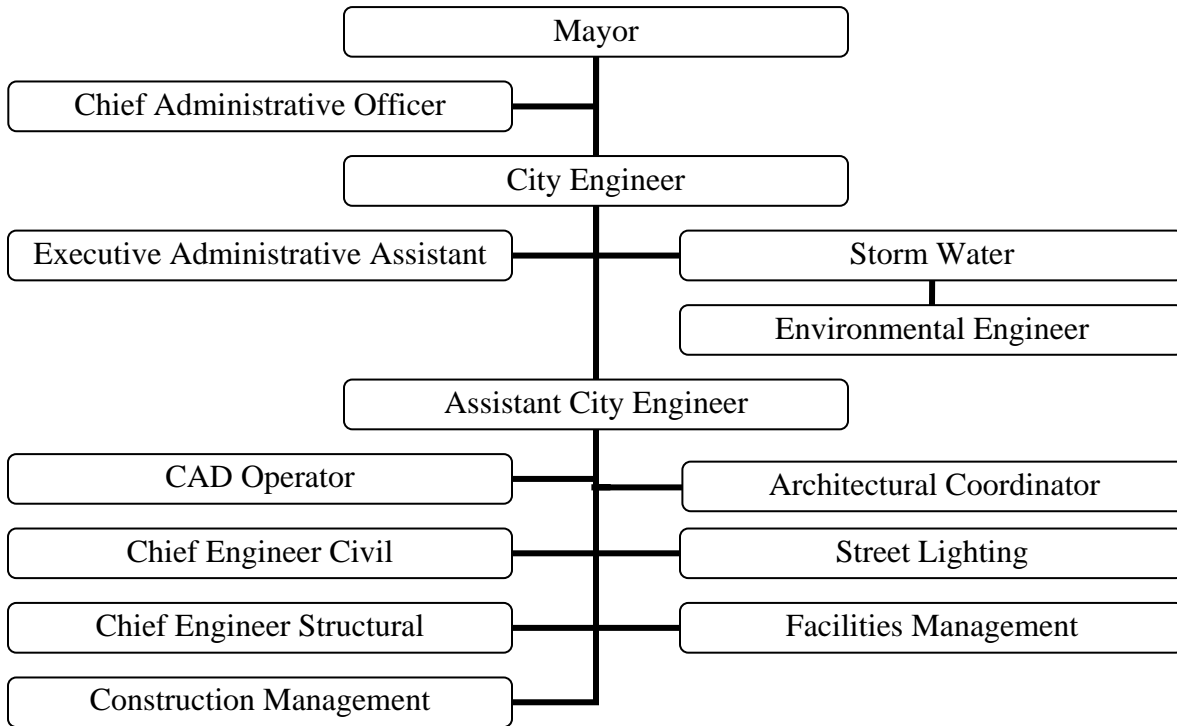 Mayor
Chief Administrative Officer
City Engineer
Executive Administrative Assistant
Storm Water
Environmental Engineer
Assistant City Engineer
CAD Operator
Architectural Coordinator
Chief Engineer Civil
Street Lighting
Chief Engineer Structural
Facilities Management
Construction Management